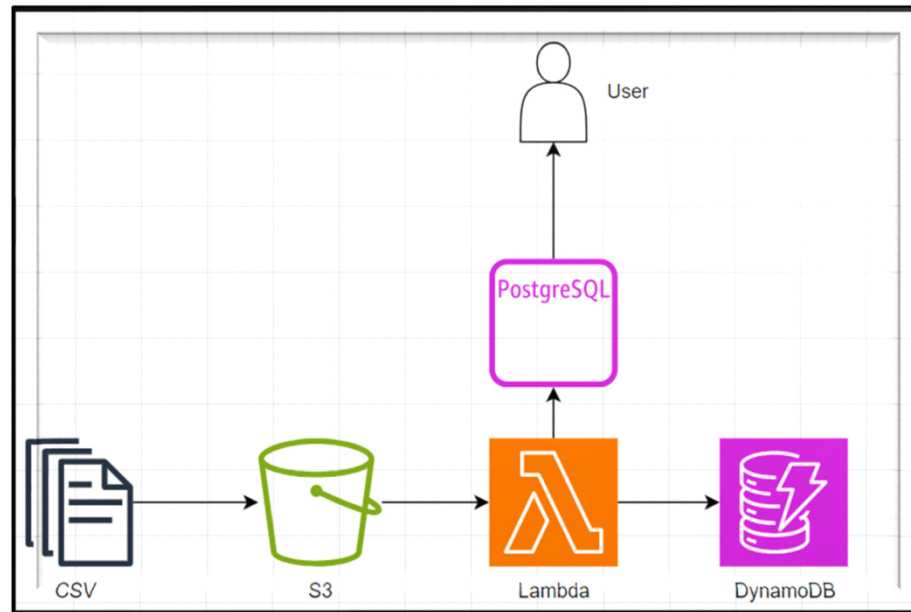 User
PostgreSQL
CSV
S3
Lambda
DynamoDB